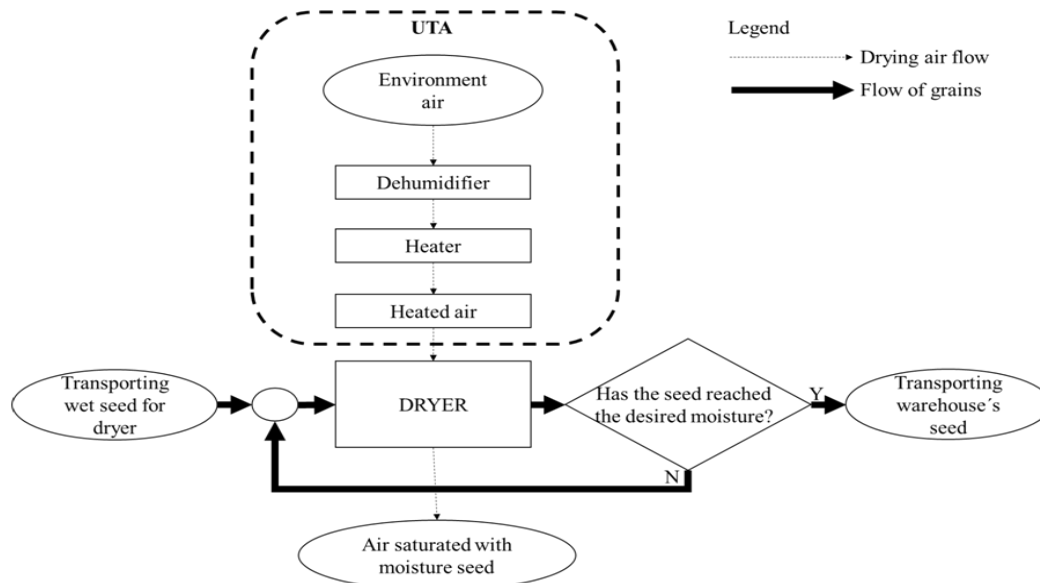 UTA
Legend
Drying air flow
Flow of grains
Environment
air
Dehumidifier
Heater
Heated air
Transporting
wet seed for
dryer
DRYER
Has the seed reached
the desired moisture?
Y
Transporting
warehouse´s
seed
N
Air saturated with
moisture seed